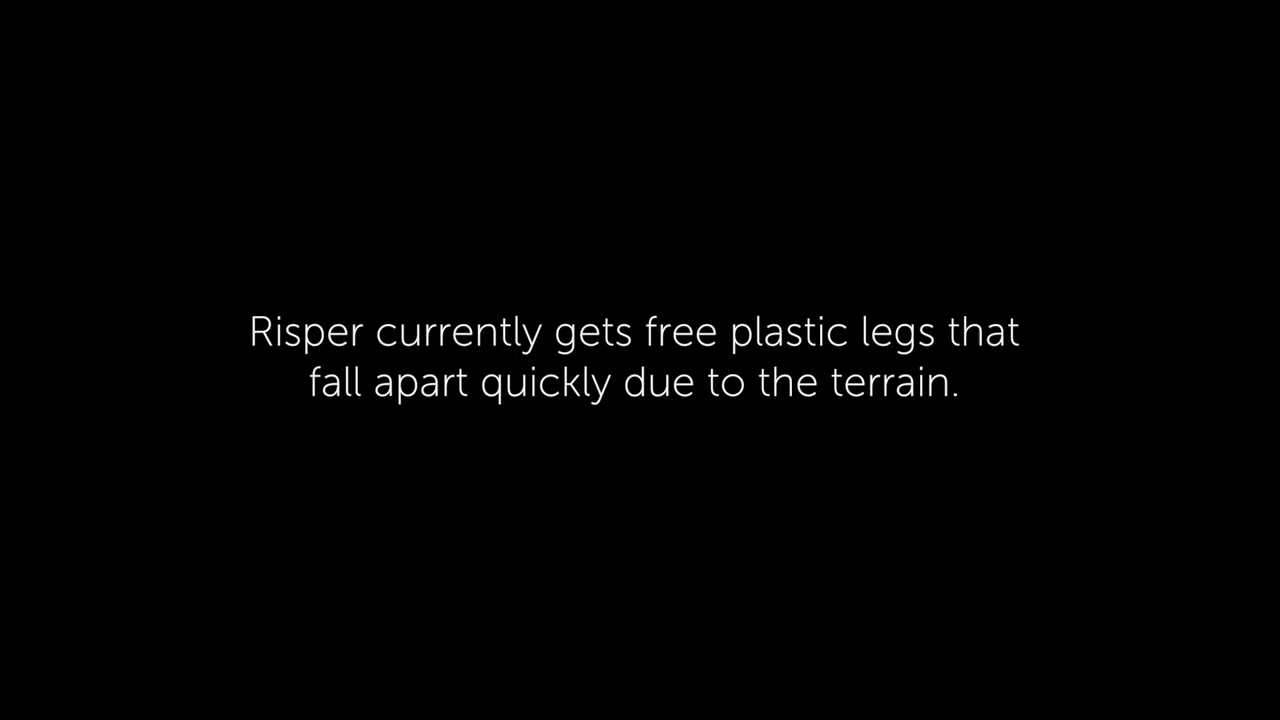 Risper currently gets free plastic legs that
fall apart quickly due to the terrain.